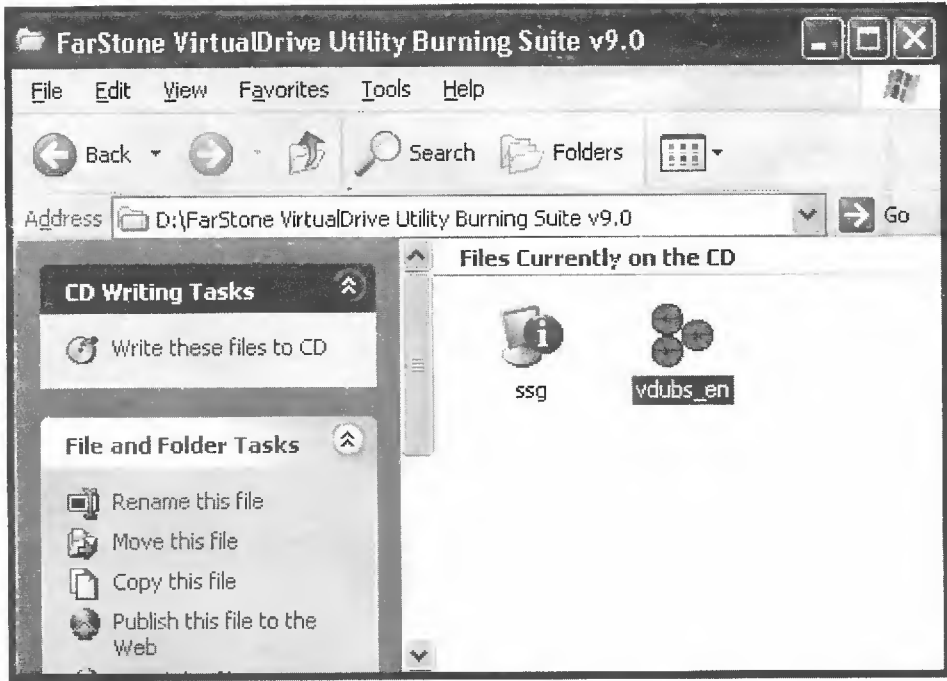 FarStone VirtualDrive Utility Burning Suite v9.0
File Edit View Favorites Tools Help
Back Search Folders
Address D:\FarStone VirtualDrive Utility Burning Suite v9.0 Go
CD Writing Tasks
Write these files to CD
File and Folder Tasks
Rename this file
Move this file
Copy this file
Publish this file to the
Web
Files Currently on the CD
ssg vdubs_en